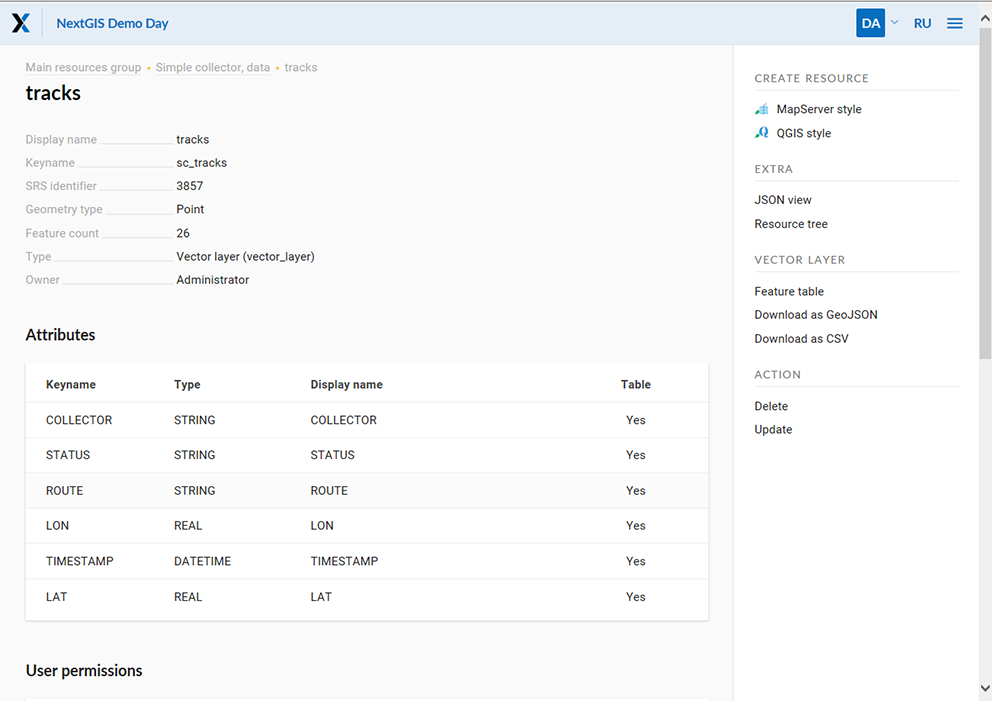 NextGIS Demo Day
DA
RU
Main resources group • Simple collector, data • tracks
tracks
Display name tracks
Keyname sc_tracks
SRS identifier 3857
Geometry type Point
Feature count 26
Type Vector layer (vector_layer)
Owner Administrator
Attributes
Keyname Type Display name Table
COLLECTOR STRING COLLECTOR Yes
STATUS STRING STATUS Yes
ROUTE STRING ROUTE Yes
LON REAL LON Yes
TIMESTAMP DATETIME TIMESTAMP Yes
LAT REAL LAT Yes
User permissions
CREATE RESOURCE
MapServer style
QGIS style
EXTRA
JSON view
Resource tree
VECTOR LAYER
Feature table
Download as GeoJSON
Download as CSV
ACTION
Delete
Update